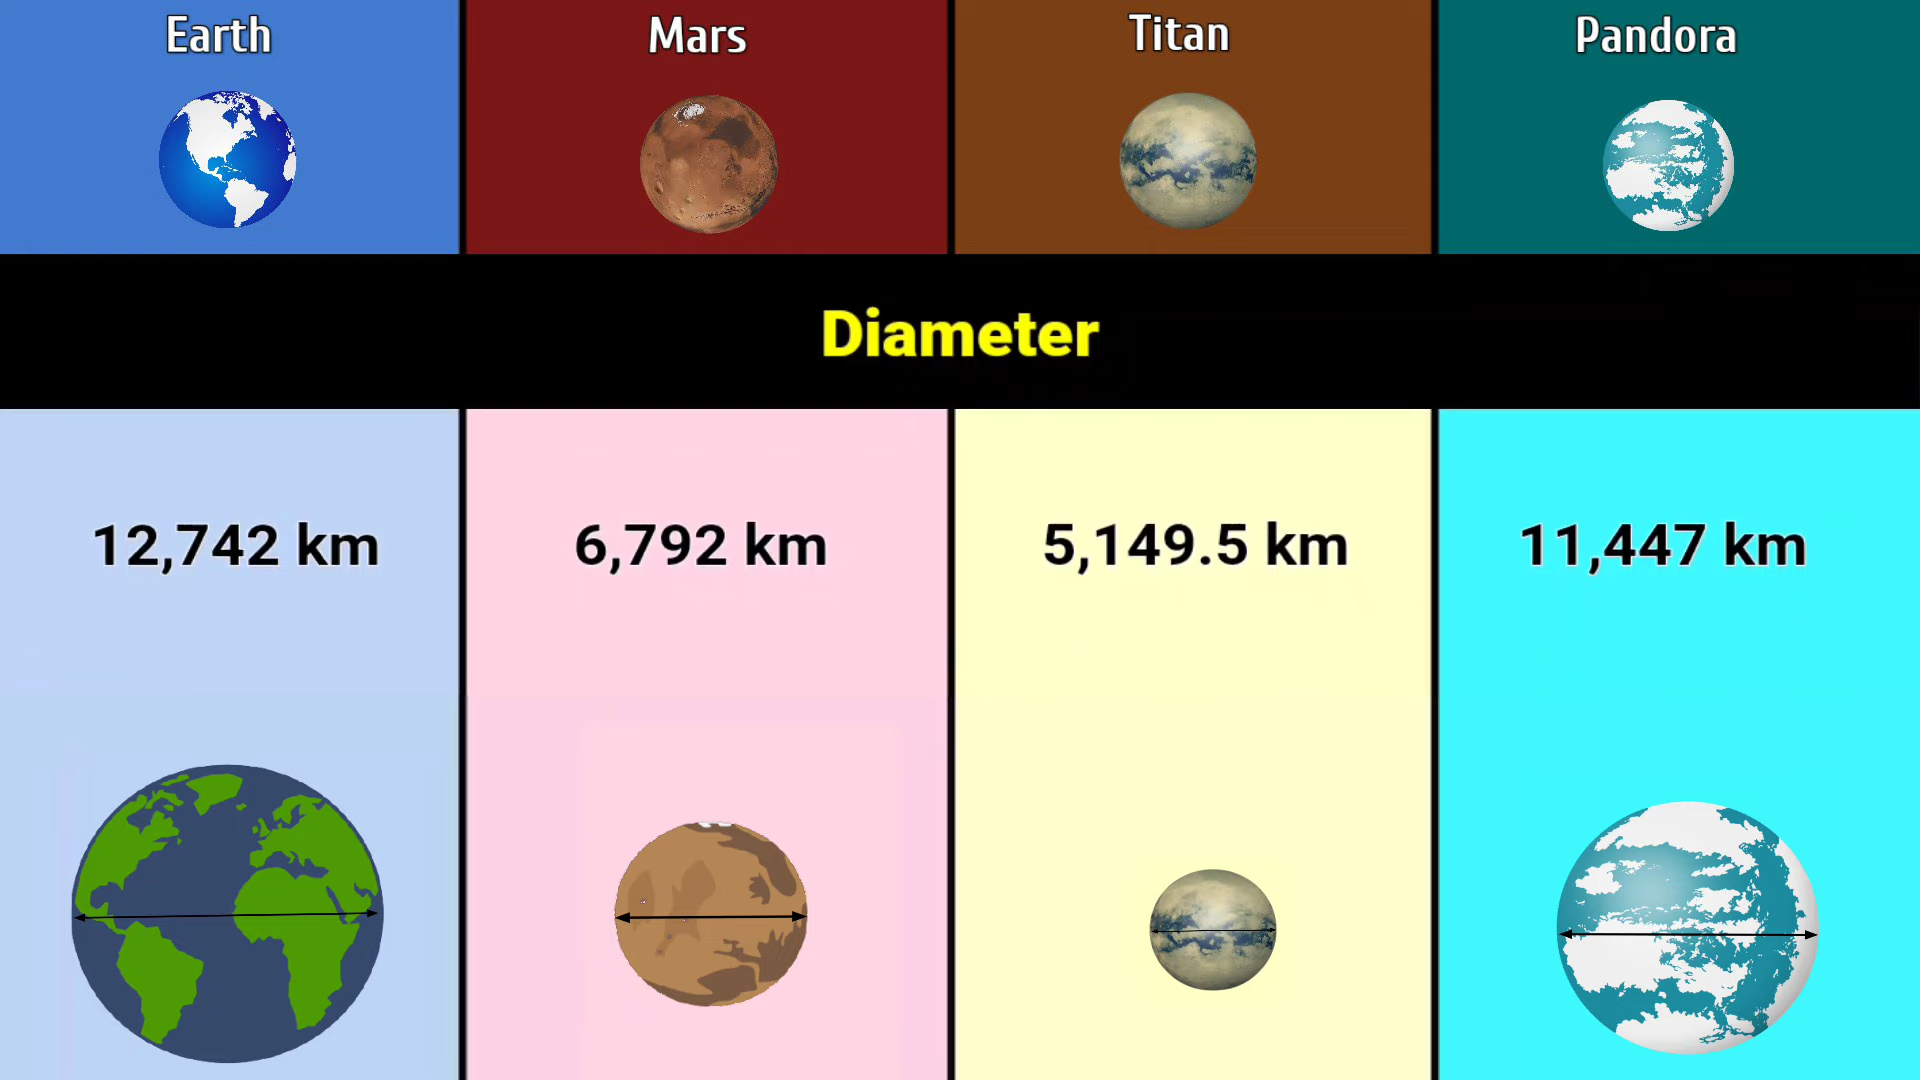 Earth
Mars
Titan
Pandora
Diameter
12,742 km
6,792 km
5,149.5 km
11,447 km